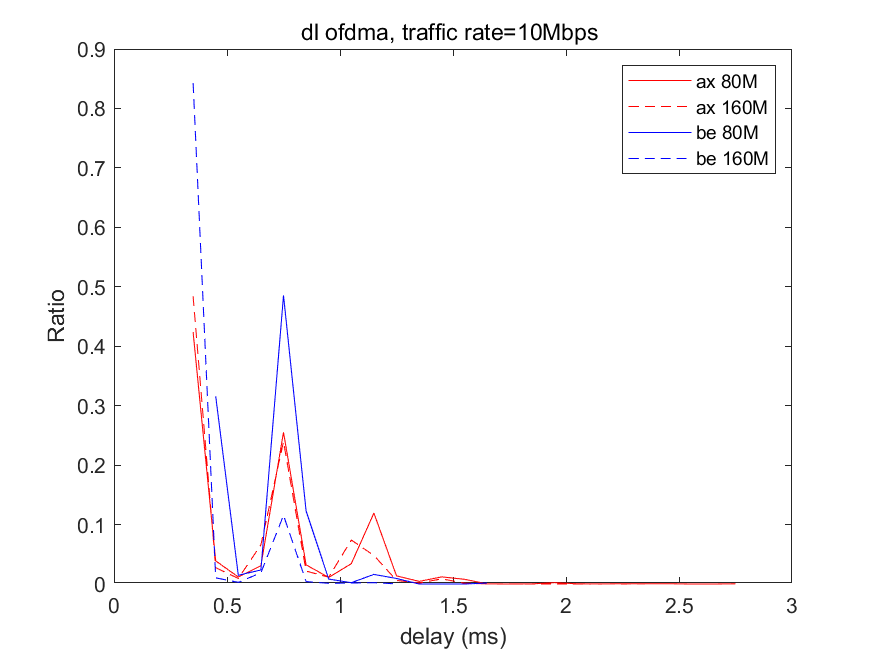 dl ofdma, traffic rate=10Mbps
0.9
0.8
0.7
0.6
0.5
0.4
0.3
0.2
0.1
0
Ratio
ax 80M
ax 160M
be 80M
be 160M
0 0.5 1 1.5 2 2.5 3
delay (ms)